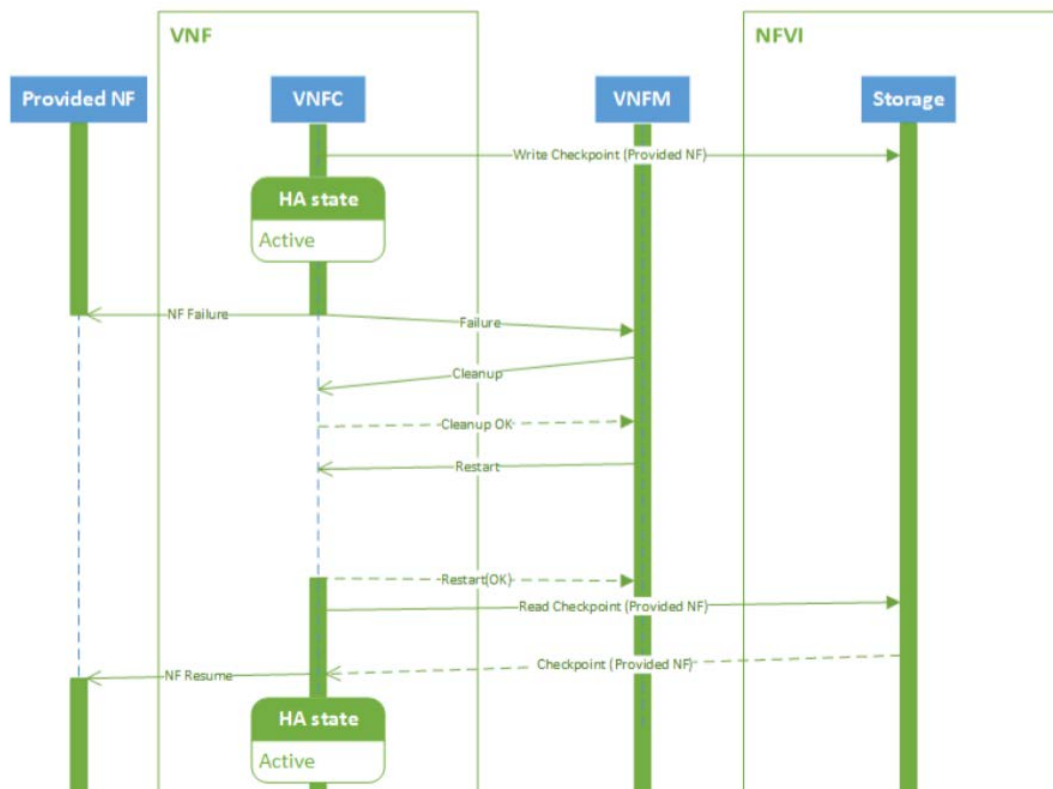 VNF
NFVI
Provided NF
VNFC
VNFM
Storage
Write Checkpoint (Provided NF)
HA state
Active
NF Failure
Failure
Cleanup
Cleanup OK
Restart
Restart(OK)
Read Checkpoint (Provided NF)
Checkpoint (Provided NF)
NF Resume
HA state
Active